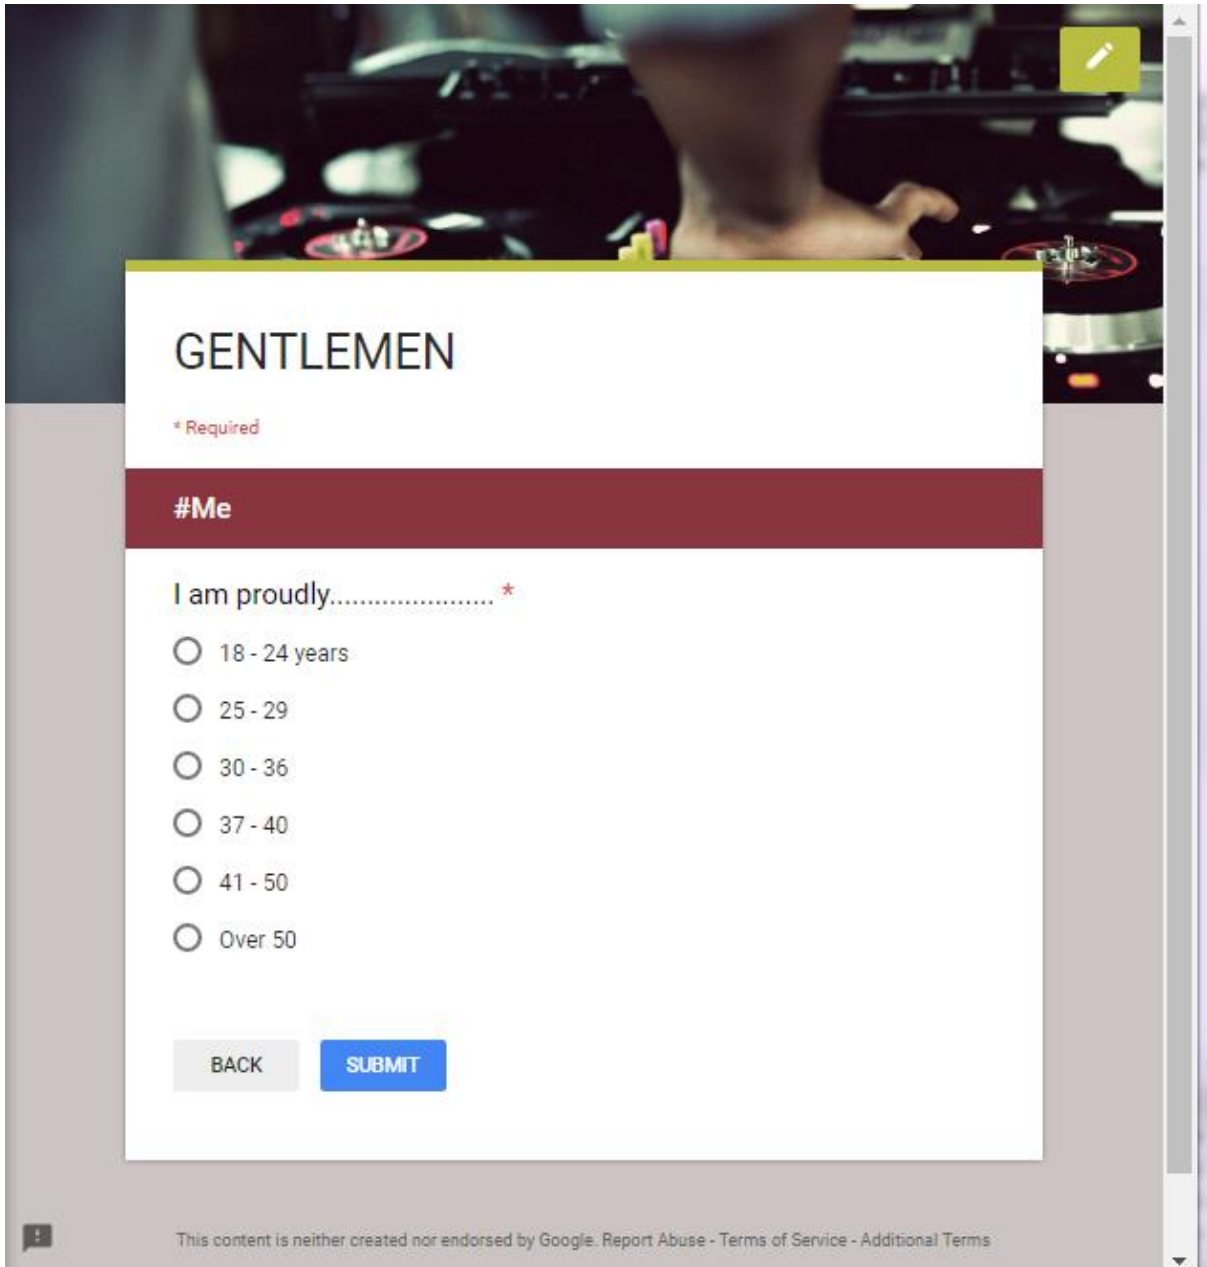 GENTLEMEN
* Required
#Me
I am proudly...................... *
18 - 24 years
25 - 29
30 - 36
37 - 40
41 - 50
Over 50
BACK SUBMIT
This content is neither created nor endorsed by Google. Report Abuse - Terms of Service - Additional Terms